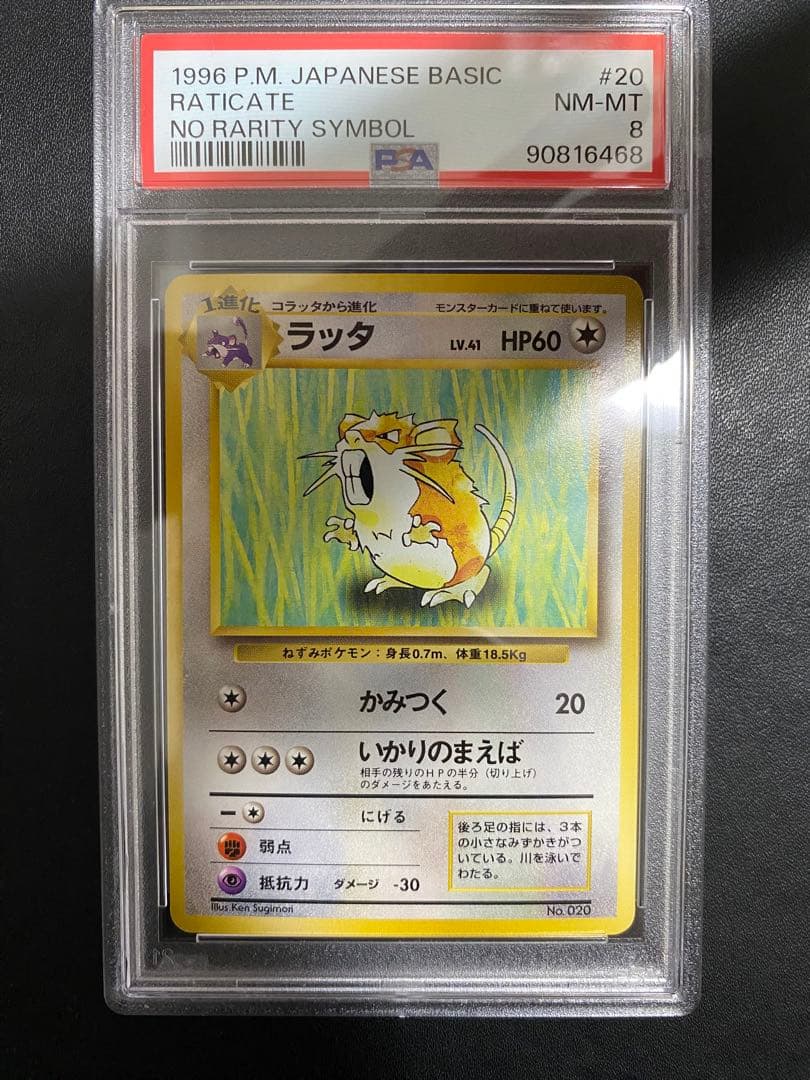 1996 P.M. JAPANESE BASIC #20
RATICATE NM-MT
NO RARITY SYMBOL 8
PSA 90816468
1進化 コラッタから進化 モンスターカードに重ねて使います。
ラッタ LV.41 HP60
ねずみポケモン:身長0.7m、体重18.5Kg
かみつく 20
いかりのまえば
相手の残りのHPの半分(切り上げ)
のダメージをあたえる。
ー にげる
弱点
抵抗力 ダメージ -30
後ろ足の指には、3本
の小さなみずかきがつ
いている。川を泳いで
わたる。
Illus.Ken Sugimori No.020